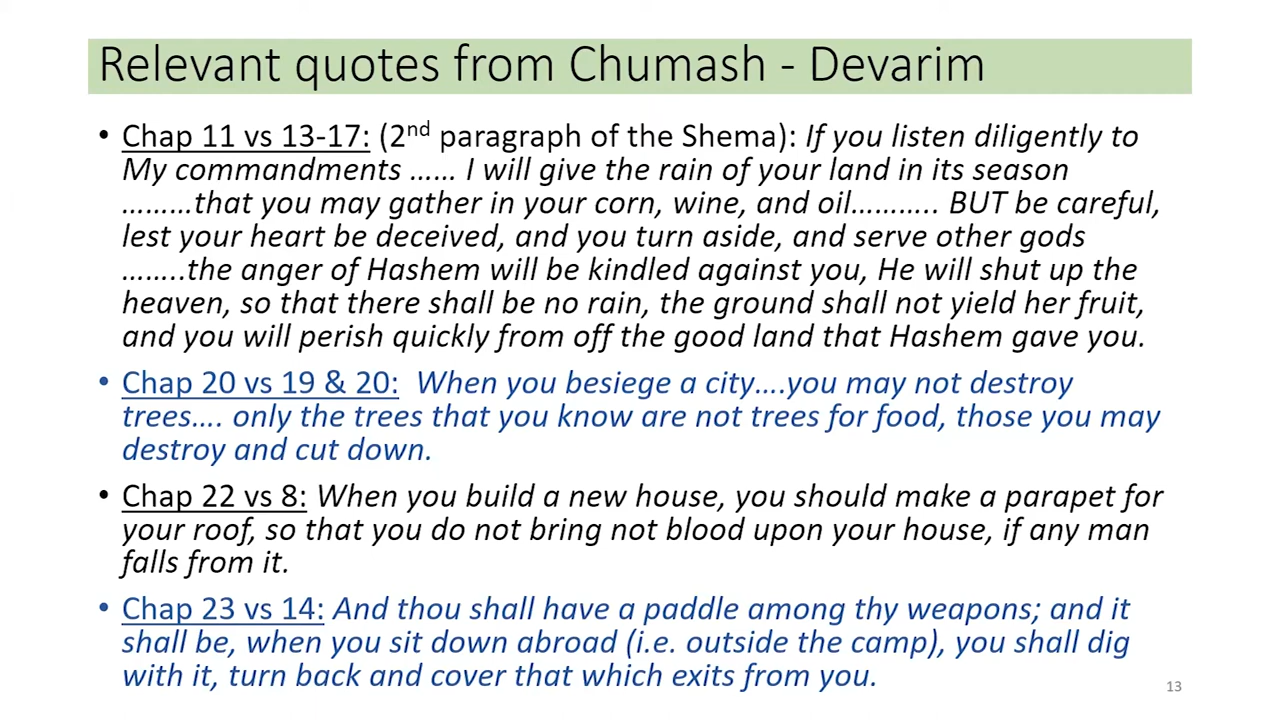 Relevant quotes from Chumash - Devarim
• Chap 11 vs 13-17: (2nd paragraph of the Shema): If you listen diligently to
My commandments …… I will give the rain of your land in its season
………that you may gather in your corn, wine, and oil……….. BUT be careful,
lest your heart be deceived, and you turn aside, and serve other gods
……..the anger of Hashem will be kindled against you, He will shut up the
heaven, so that there shall be no rain, the ground shall not yield her fruit,
and you will perish quickly from off the good land that Hashem gave you.
• Chap 20 vs 19 & 20: When you besiege a city….you may not destroy
trees…. only the trees that you know are not trees for food, those you may
destroy and cut down.
• Chap 22 vs 8: When you build a new house, you should make a parapet for
your roof, so that you do not bring not blood upon your house, if any man
falls from it.
• Chap 23 vs 14: And thou shall have a paddle among thy weapons; and it
shall be, when you sit down abroad (i.e. outside the camp), you shall dig
with it, turn back and cover that which exits from you.
13